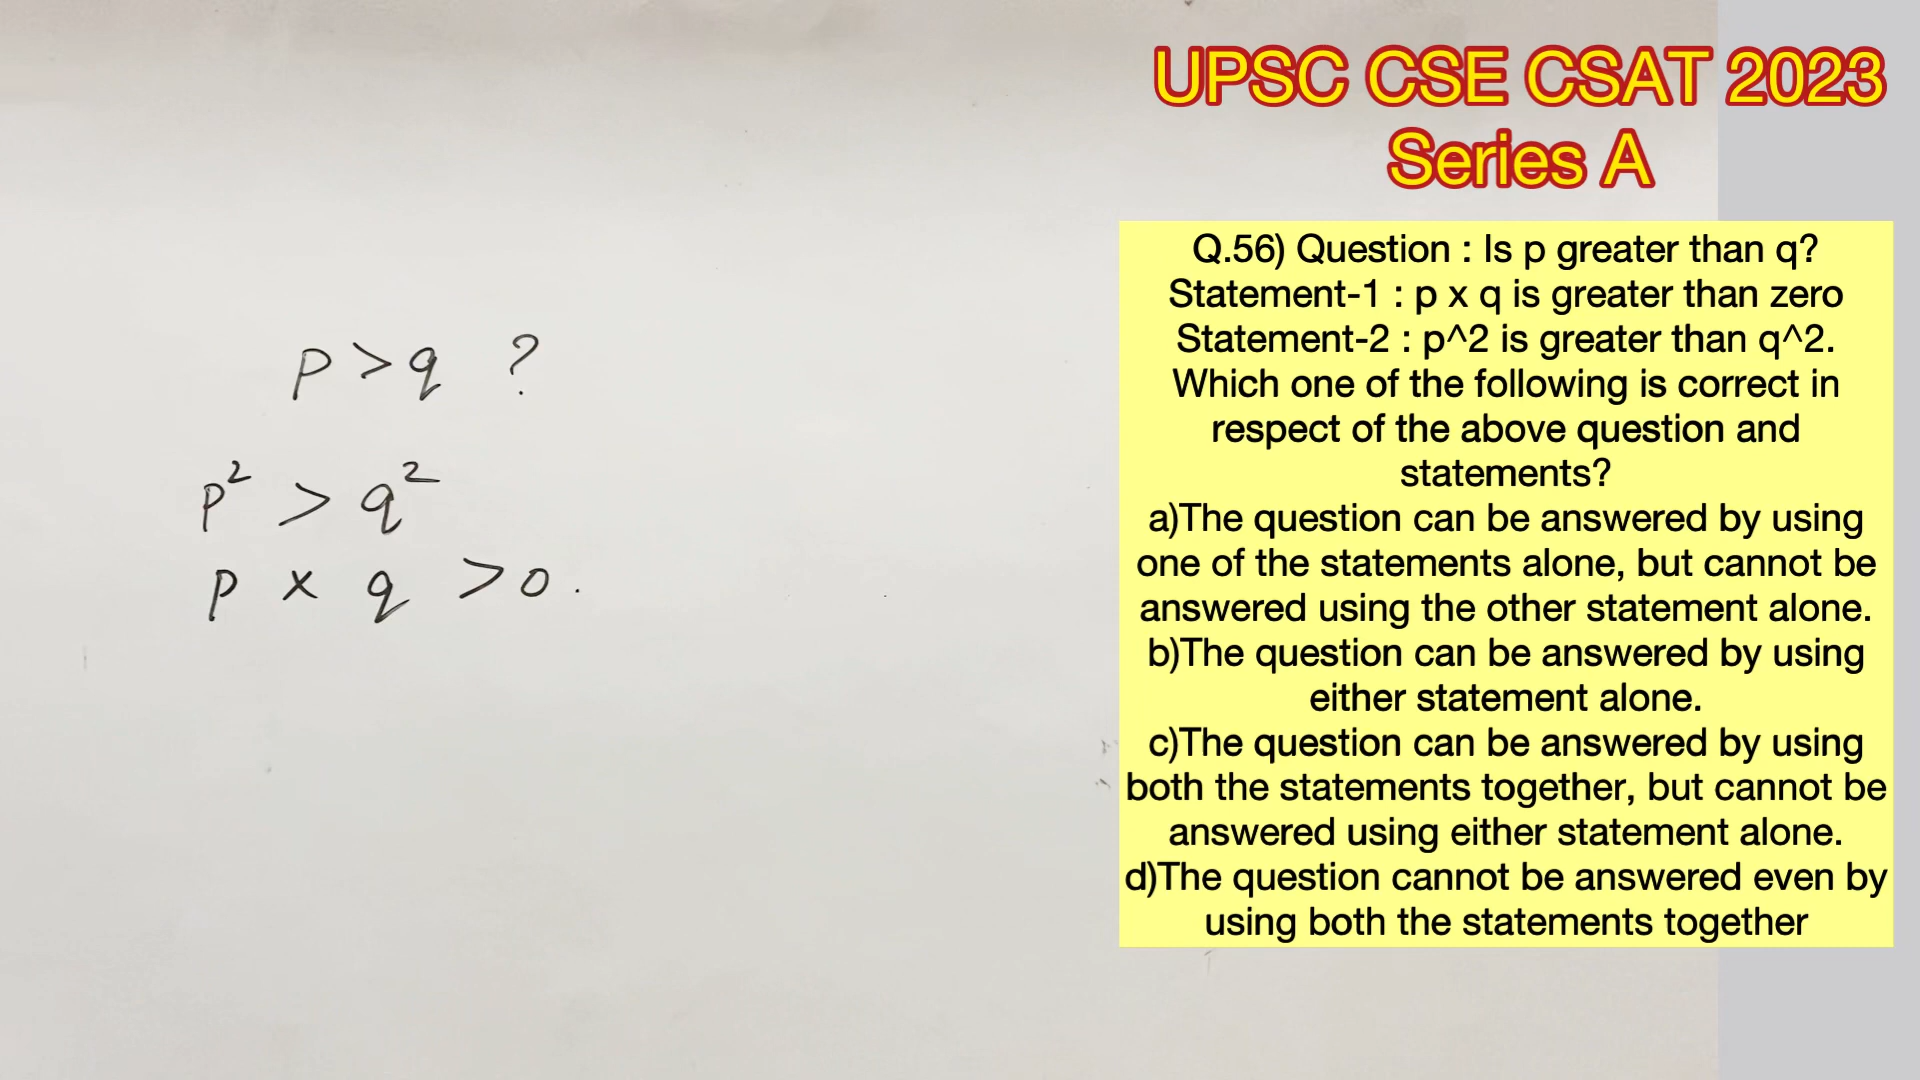 UPSC CSE CSAT 2023
Series A
p > q ?
p² > q²
p × q > 0.
Q.56) Question : Is p greater than q?
Statement-1 : p x q is greater than zero
Statement-2 : p^2 is greater than q^2.
Which one of the following is correct in
respect of the above question and
statements?
a)The question can be answered by using
one of the statements alone, but cannot be
answered using the other statement alone.
b)The question can be answered by using
either statement alone.
c)The question can be answered by using
both the statements together, but cannot be
answered using either statement alone.
d)The question cannot be answered even by
using both the statements together